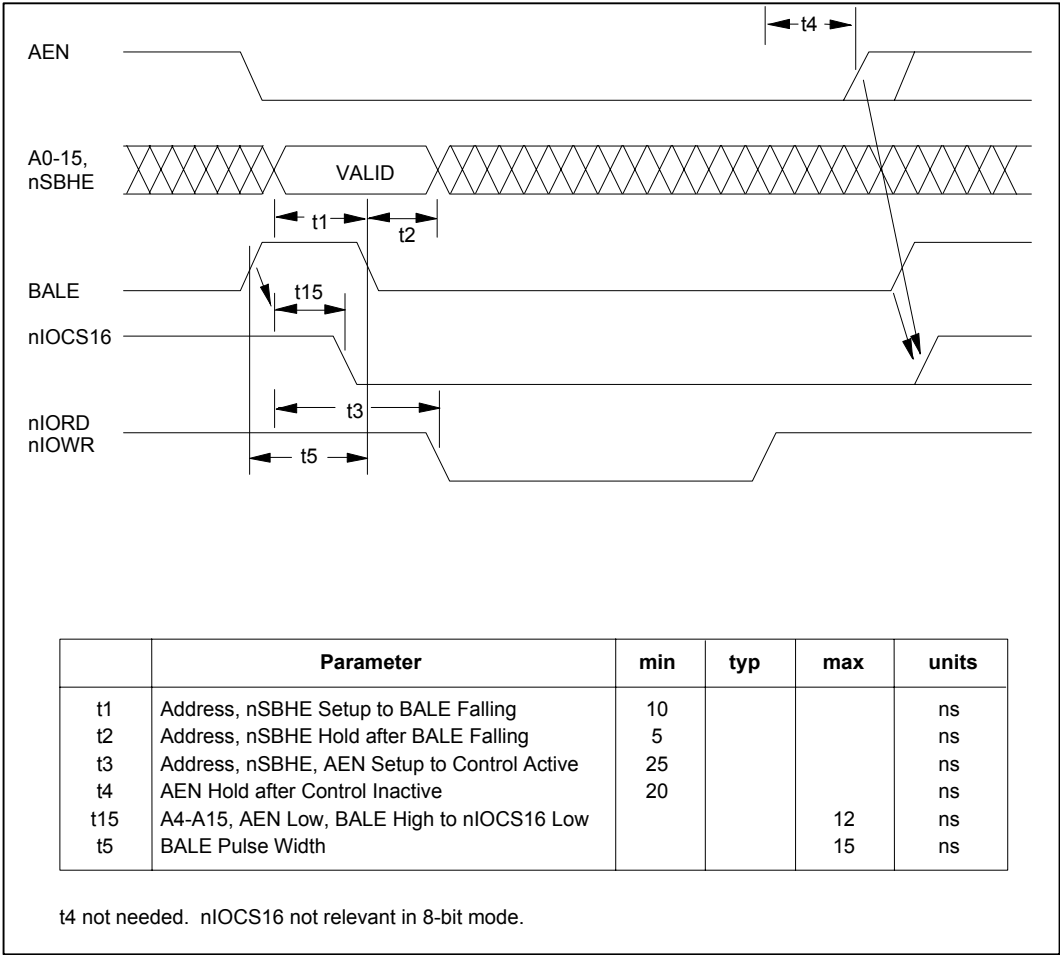 t4
AEN
A0-15,
nSBHE
VALID
t1
t2
BALE
t15
nIOCS16
t3
nIORD
nIOWR
t5
Parameter min typ max units
t1 Address, nSBHE Setup to BALE Falling 10 ns
t2 Address, nSBHE Hold after BALE Falling 5 ns
t3 Address, nSBHE, AEN Setup to Control Active 25 ns
t4 AEN Hold after Control Inactive 20 ns
t15 A4-A15, AEN Low, BALE High to nIOCS16 Low 12 ns
t5 BALE Pulse Width 15 ns
t4 not needed. nIOCS16 not relevant in 8-bit mode.